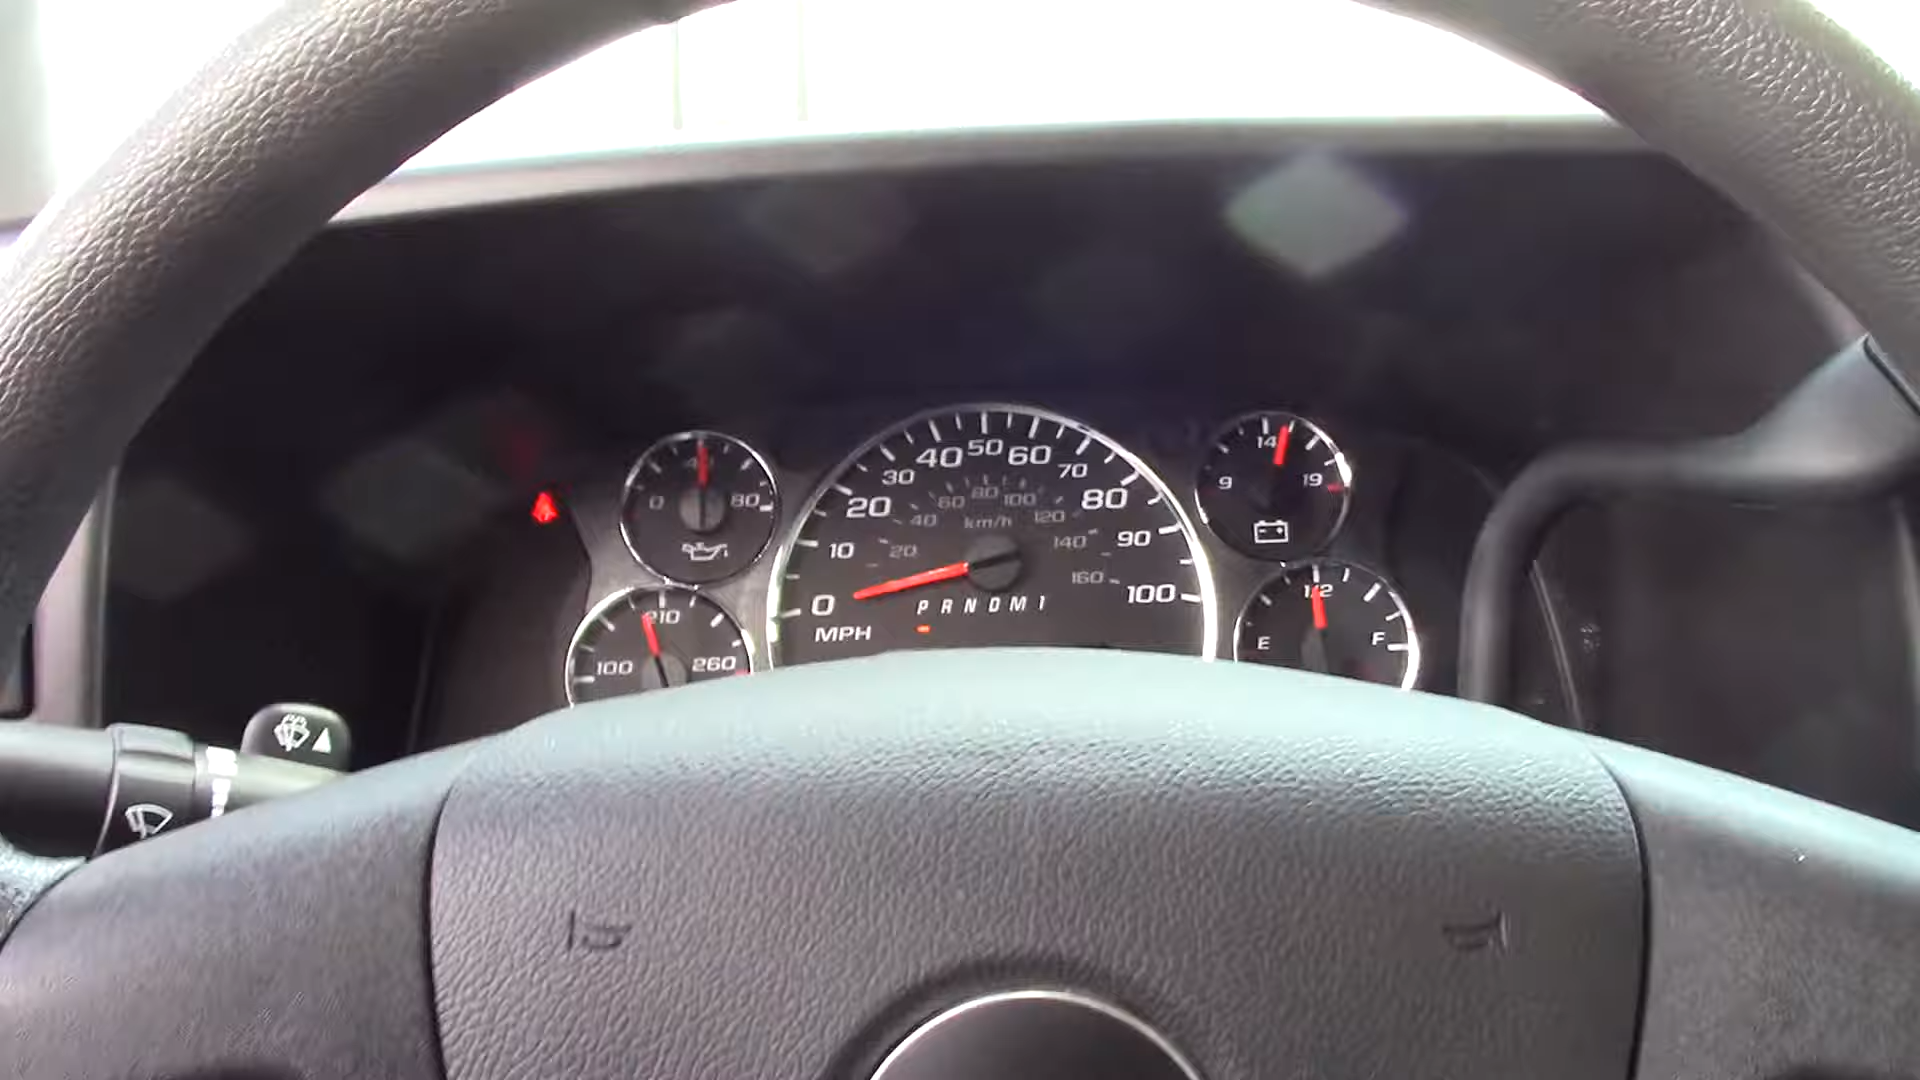 40
0 80
100 210 260
0 10 20 30 40 50 60 70 80 90 100
20 40 60 80 100 120 140 160
km/h
P R N D M 1
MPH
9 14 19
1/2
E F